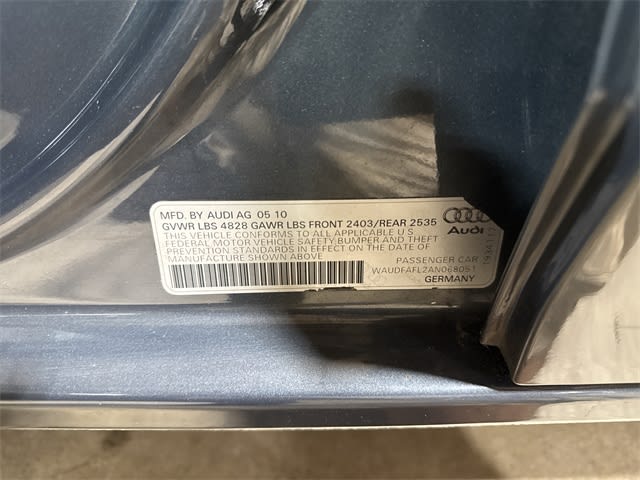 MFD. BY AUDI AG 05 10
GVWR LBS 4828 GAWR LBS FRONT 2403/REAR 2535
THIS VEHICLE CONFORMS TO ALL APPLICABLE U S
FEDERAL MOTOR VEHICLE SAFETY BUMPER AND THEFT
PREVENTION STANDARDS IN EFFECT ON THE DATE OF
MANUFACTURE SHOWN ABOVE
Audi
PASSENGER CAR
WAUDFAFL2AN068051
GERMANY